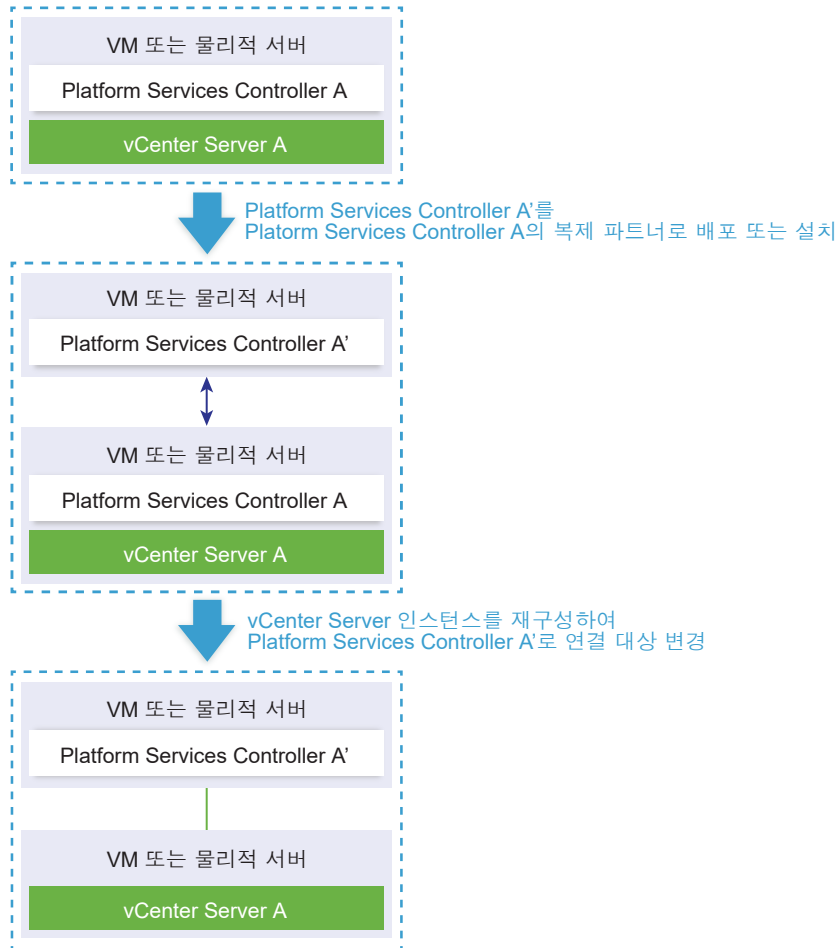 VM 또는 물리적 서버
Platform Services Controller A
vCenter Server A
Platform Services Controller A’를
Platorm Services Controller A의 복제 파트너로 배포 또는 설치
VM 또는 물리적 서버
Platform Services Controller A’
VM 또는 물리적 서버
Platform Services Controller A
vCenter Server A
vCenter Server 인스턴스를 재구성하여
Platform Services Controller A’로 연결 대상 변경
VM 또는 물리적 서버
Platform Services Controller A’
VM 또는 물리적 서버
vCenter Server A